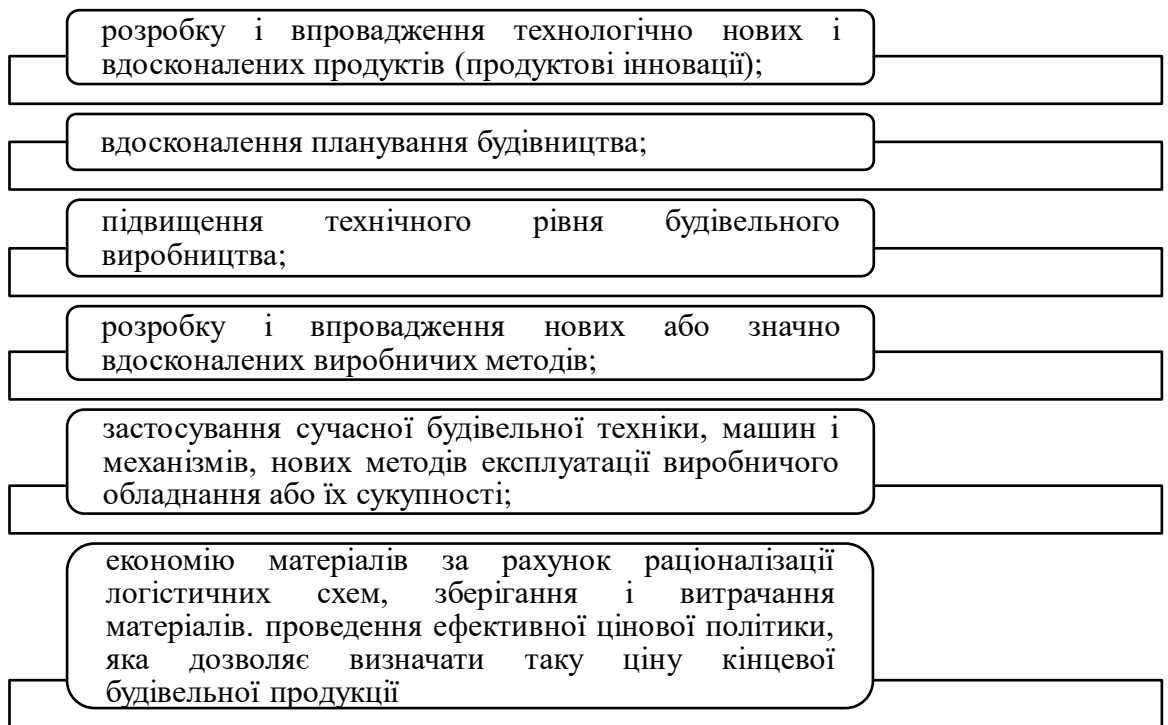 розробку і впровадження технологічно нових і
вдосконалених продуктів (продуктові інновації);
вдосконалення планування будівництва;
підвищення технічного рівня будівельного
виробництва;
розробку і впровадження нових або значно
вдосконалених виробничих методів;
застосування сучасної будівельної техніки, машин і
механізмів, нових методів експлуатації виробничого
обладнання або їх сукупності;
економію матеріалів за рахунок раціоналізації
логістичних схем, зберігання і витрачання
матеріалів. проведення ефективної цінової політики,
яка дозволяє визначати таку ціну кінцевої
будівельної продукції